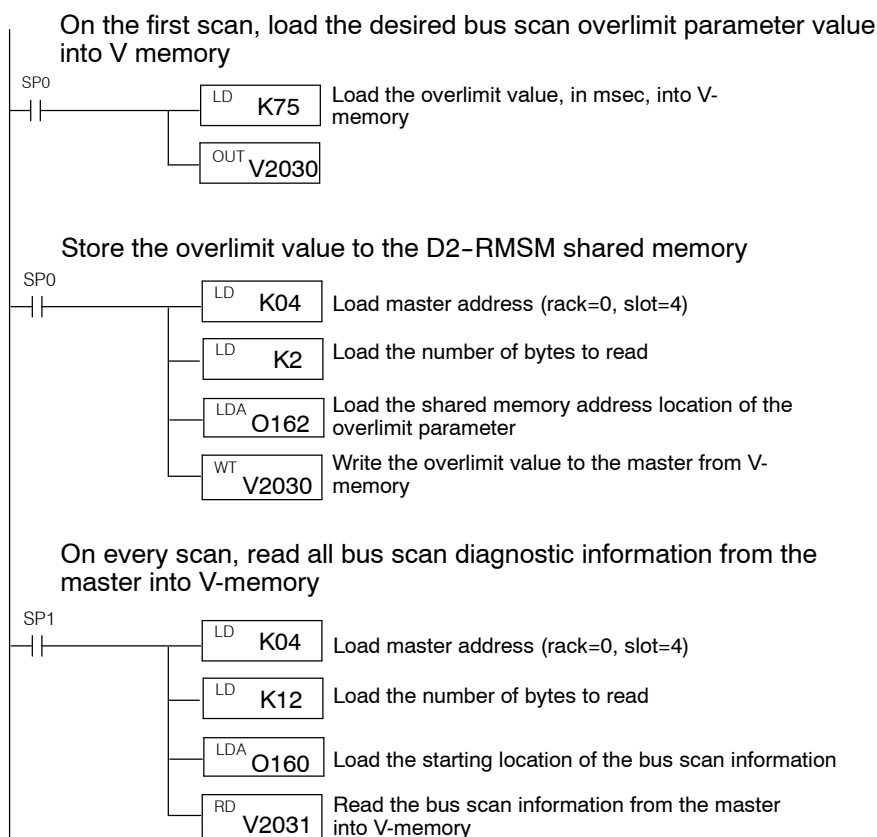 On the first scan, load the desired bus scan overlimit parameter value
into V memory
SP0
LD K75 Load the overlimit value, in msec, into V-
memory
OUT V2030
Store the overlimit value to the D2-RMSM shared memory
SP0
LD K04 Load master address (rack=0, slot=4)
LD K2 Load the number of bytes to read
LDA O162 Load the shared memory address location of the
overlimit parameter
WT V2030 Write the overlimit value to the master from V-
memory
On every scan, read all bus scan diagnostic information from the
master into V-memory
SP1
LD K04 Load master address (rack=0, slot=4)
LD K12 Load the number of bytes to read
LDA O160 Load the starting location of the bus scan information
RD V2031 Read the bus scan information from the master
into V-memory